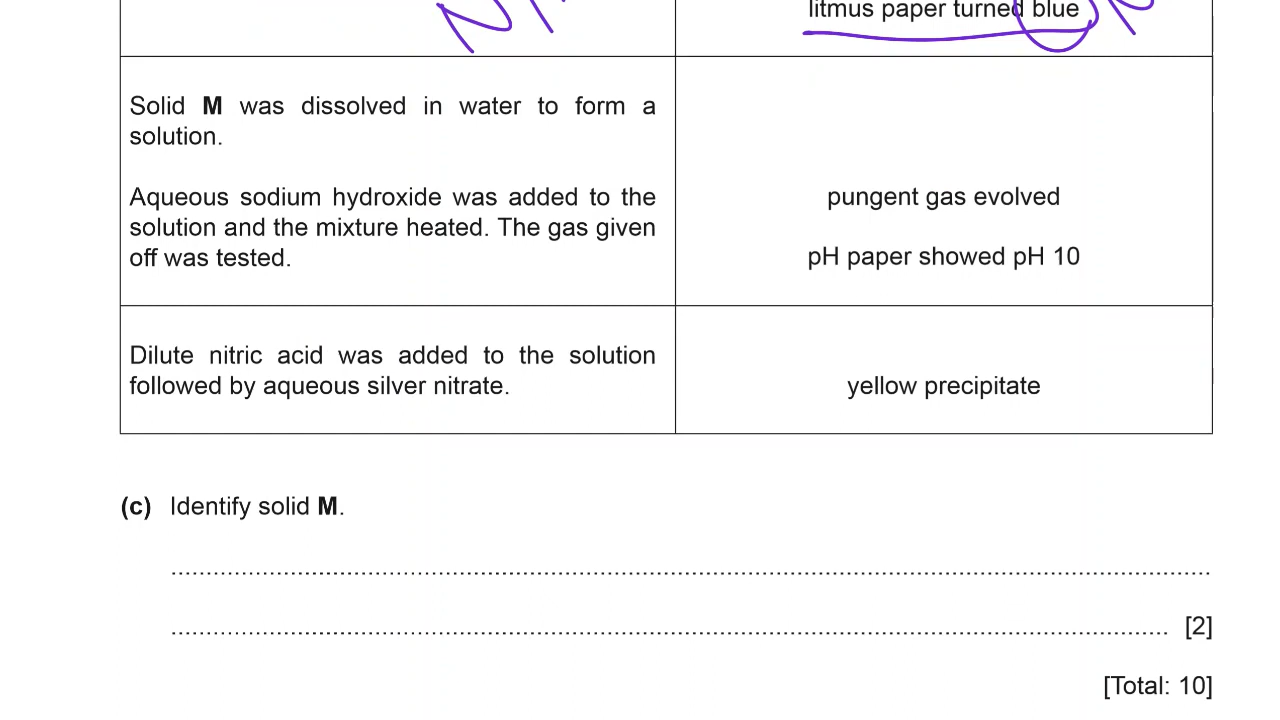 litmus paper turned blue
Solid M was dissolved in water to form a
solution.
Aqueous sodium hydroxide was added to the
solution and the mixture heated. The gas given
off was tested.
pungent gas evolved
pH paper showed pH 10
Dilute nitric acid was added to the solution
followed by aqueous silver nitrate.
yellow precipitate
(c) Identify solid M.
[2]
[Total: 10]